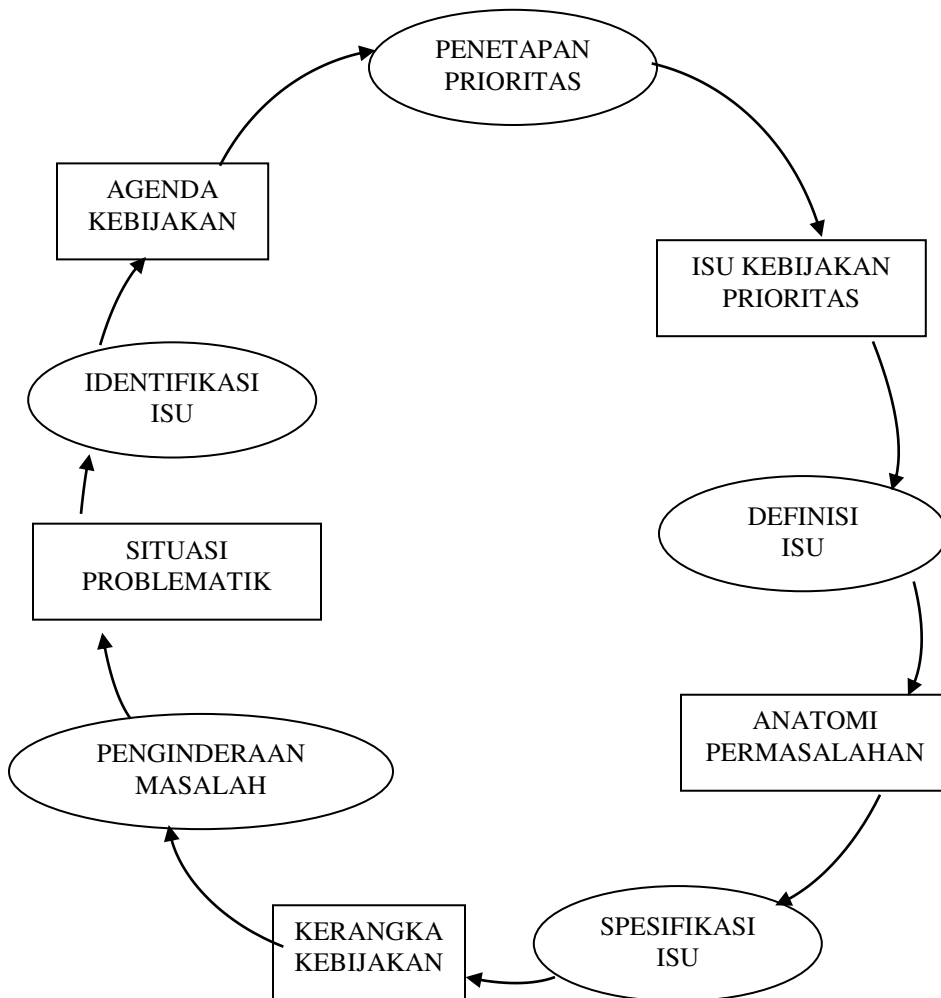 PENETAPAN
PRIORITAS
AGENDA
KEBIJAKAN
ISU KEBIJAKAN
PRIORITAS
IDENTIFIKASI
ISU
DEFINISI
ISU
SITUASI
PROBLEMATIK
ANATOMI
PERMASALAHAN
PENGINDERAAN
MASALAH
SPESIFIKASI
ISU
KERANGKA
KEBIJAKAN